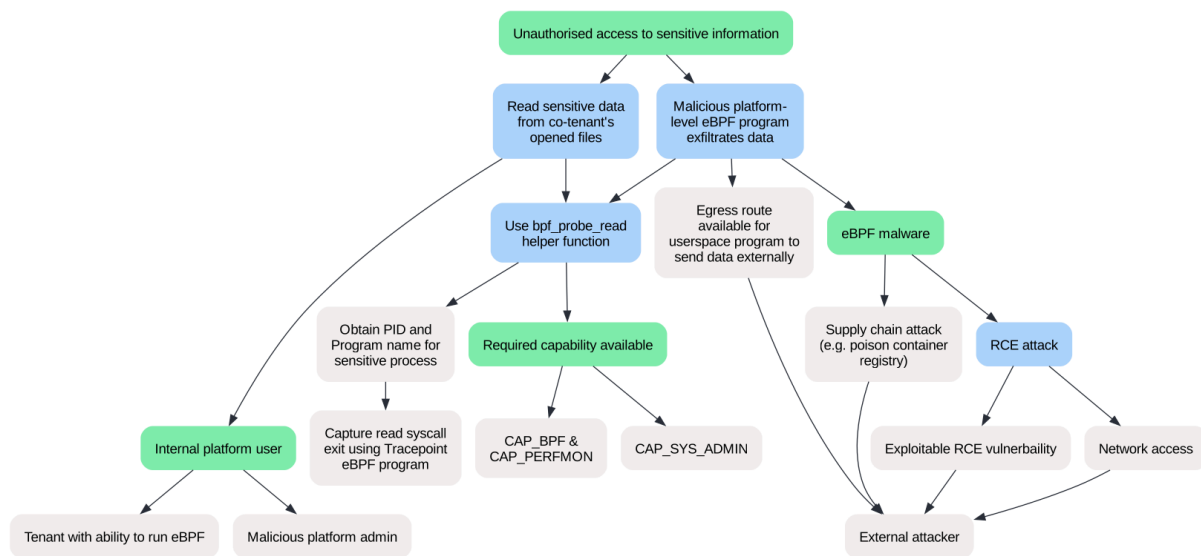 Unauthorised access to sensitive information
Read sensitive data
from co-tenant's
opened files
Malicious platform-
level eBPF program
exfiltrates data
Use bpf_probe_read
helper function
Egress route
available for
userspace program to
send data externally
eBPF malware
Obtain PID and
Program name for
sensitive process
Required capability available
Supply chain attack
(e.g. poison container
registry)
RCE attack
Internal platform user
Capture read syscall
exit using Tracepoint
eBPF program
CAP_BPF &
CAP_PERFMON
CAP_SYS_ADMIN
Exploitable RCE vulnerbaility
Network access
Tenant with ability to run eBPF
Malicious platform admin
External attacker